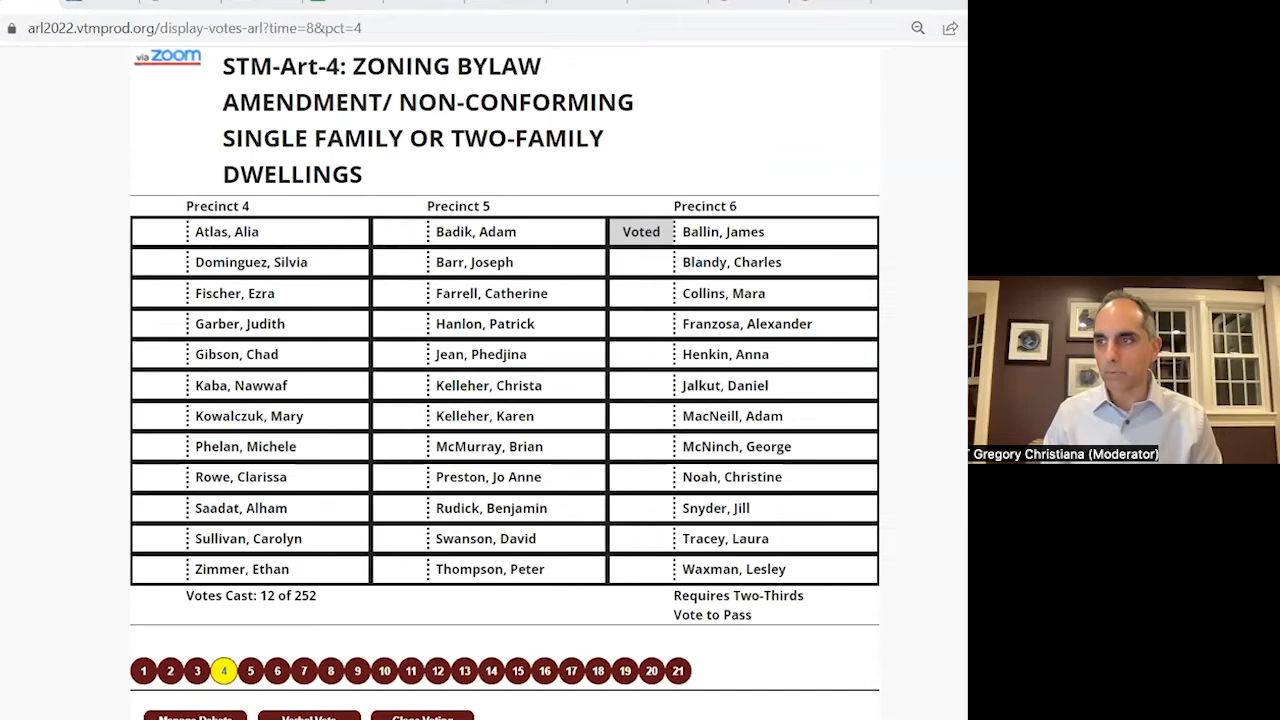 arl2022.vtmprod.org/display-votes-arl?time=8&pct=4
via zoom
STM-Art-4: ZONING BYLAW
AMENDMENT/ NON-CONFORMING
SINGLE FAMILY OR TWO-FAMILY
DWELLINGS
Precinct 4 Precinct 5 Precinct 6
Atlas, Alia Badik, Adam Voted Ballin, James
Dominguez, Silvia Barr, Joseph Blandy, Charles
Fischer, Ezra Farrell, Catherine Collins, Mara
Garber, Judith Hanlon, Patrick Franzosa, Alexander
Gibson, Chad Jean, Phedjina Henkin, Anna
Kaba, Nawwaf Kelleher, Christa Jalkut, Daniel
Kowalczuk, Mary Kelleher, Karen MacNeill, Adam
Phelan, Michele McMurray, Brian McNinch, George
Rowe, Clarissa Preston, Jo Anne Noah, Christine
Saadat, Alham Rudick, Benjamin Snyder, Jill
Sullivan, Carolyn Swanson, David Tracey, Laura
Zimmer, Ethan Thompson, Peter Waxman, Lesley
Votes Cast: 12 of 252 Requires Two-Thirds
Vote to Pass
Gregory Christiana (Moderator)
1 2 3 4 5 6 7 8 9 10 11 12 13 14 15 16 17 18 19 20 21
Manage Debate Verbal Vote Close Voting